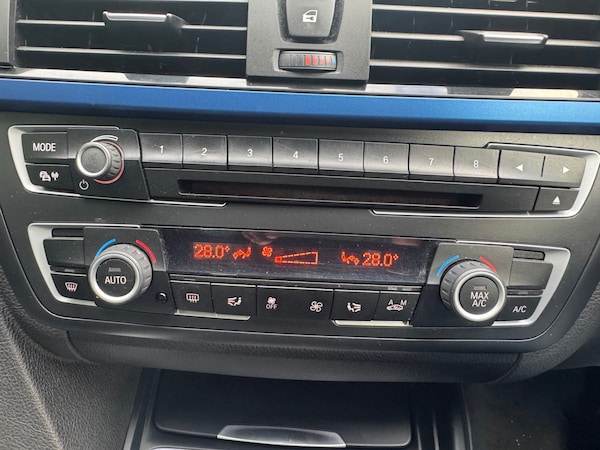 MODE 1 2 3 4 5 6 7 8
28.0° 28.0°
AUTO MAX A/C
OFF A M A/C